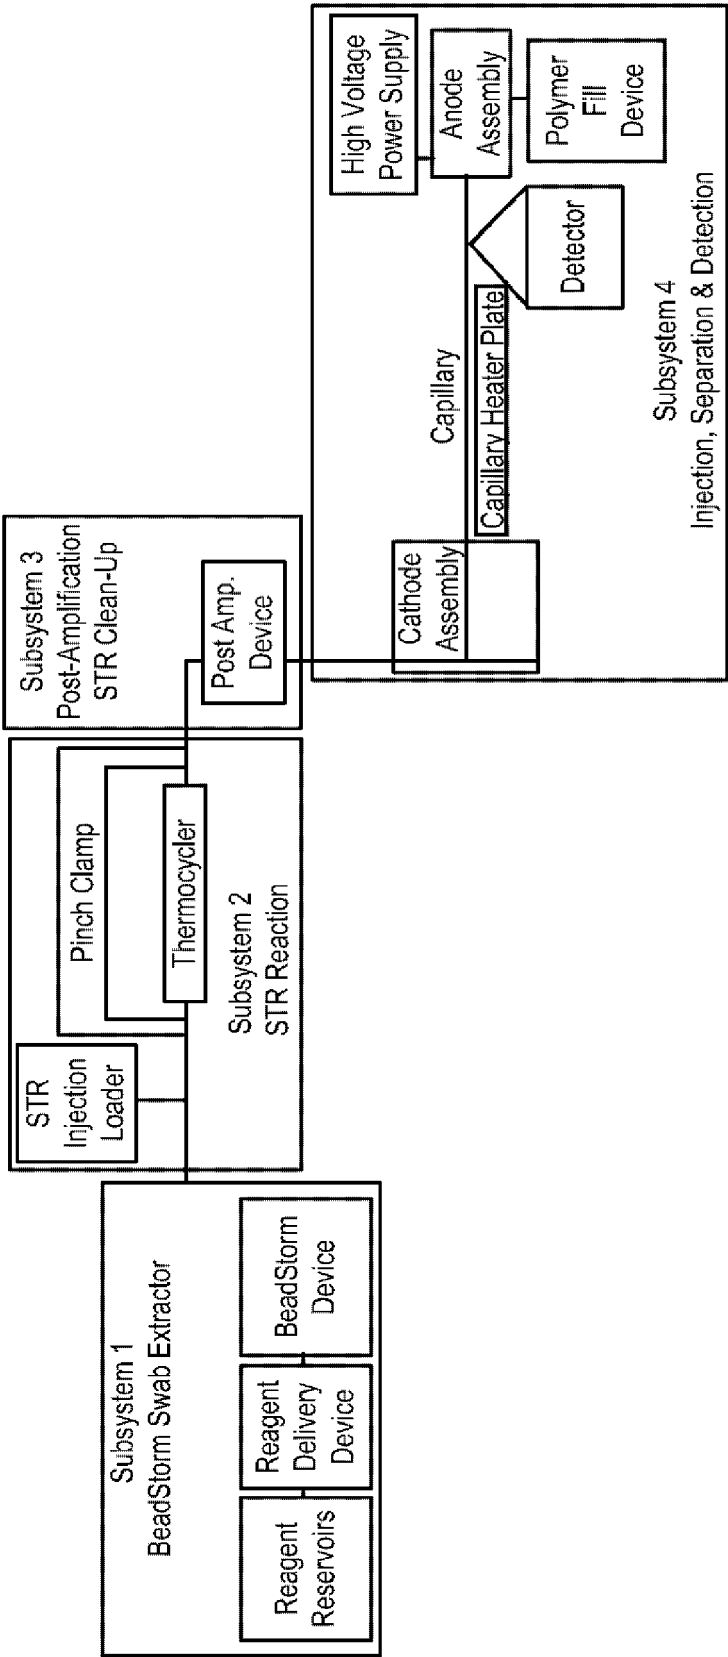 Subsystem 1
BeadStorm Swab Extractor
Reagent
Reservoirs
Reagent
Delivery
Device
BeadStorm
Device
STR
Injection
Loader
Pinch Clamp
Thermocycler
Subsystem 2
STR Reaction
Subsystem 3
Post-Amplification
STR Clean-Up
Post Amp.
Device
Cathode
Assembly
Capillary
Capillary Heater Plate
High Voltage
Power Supply
Anode
Assembly
Polymer
Fill
Device
Detector
Subsystem 4
Injection, Separation & Detection